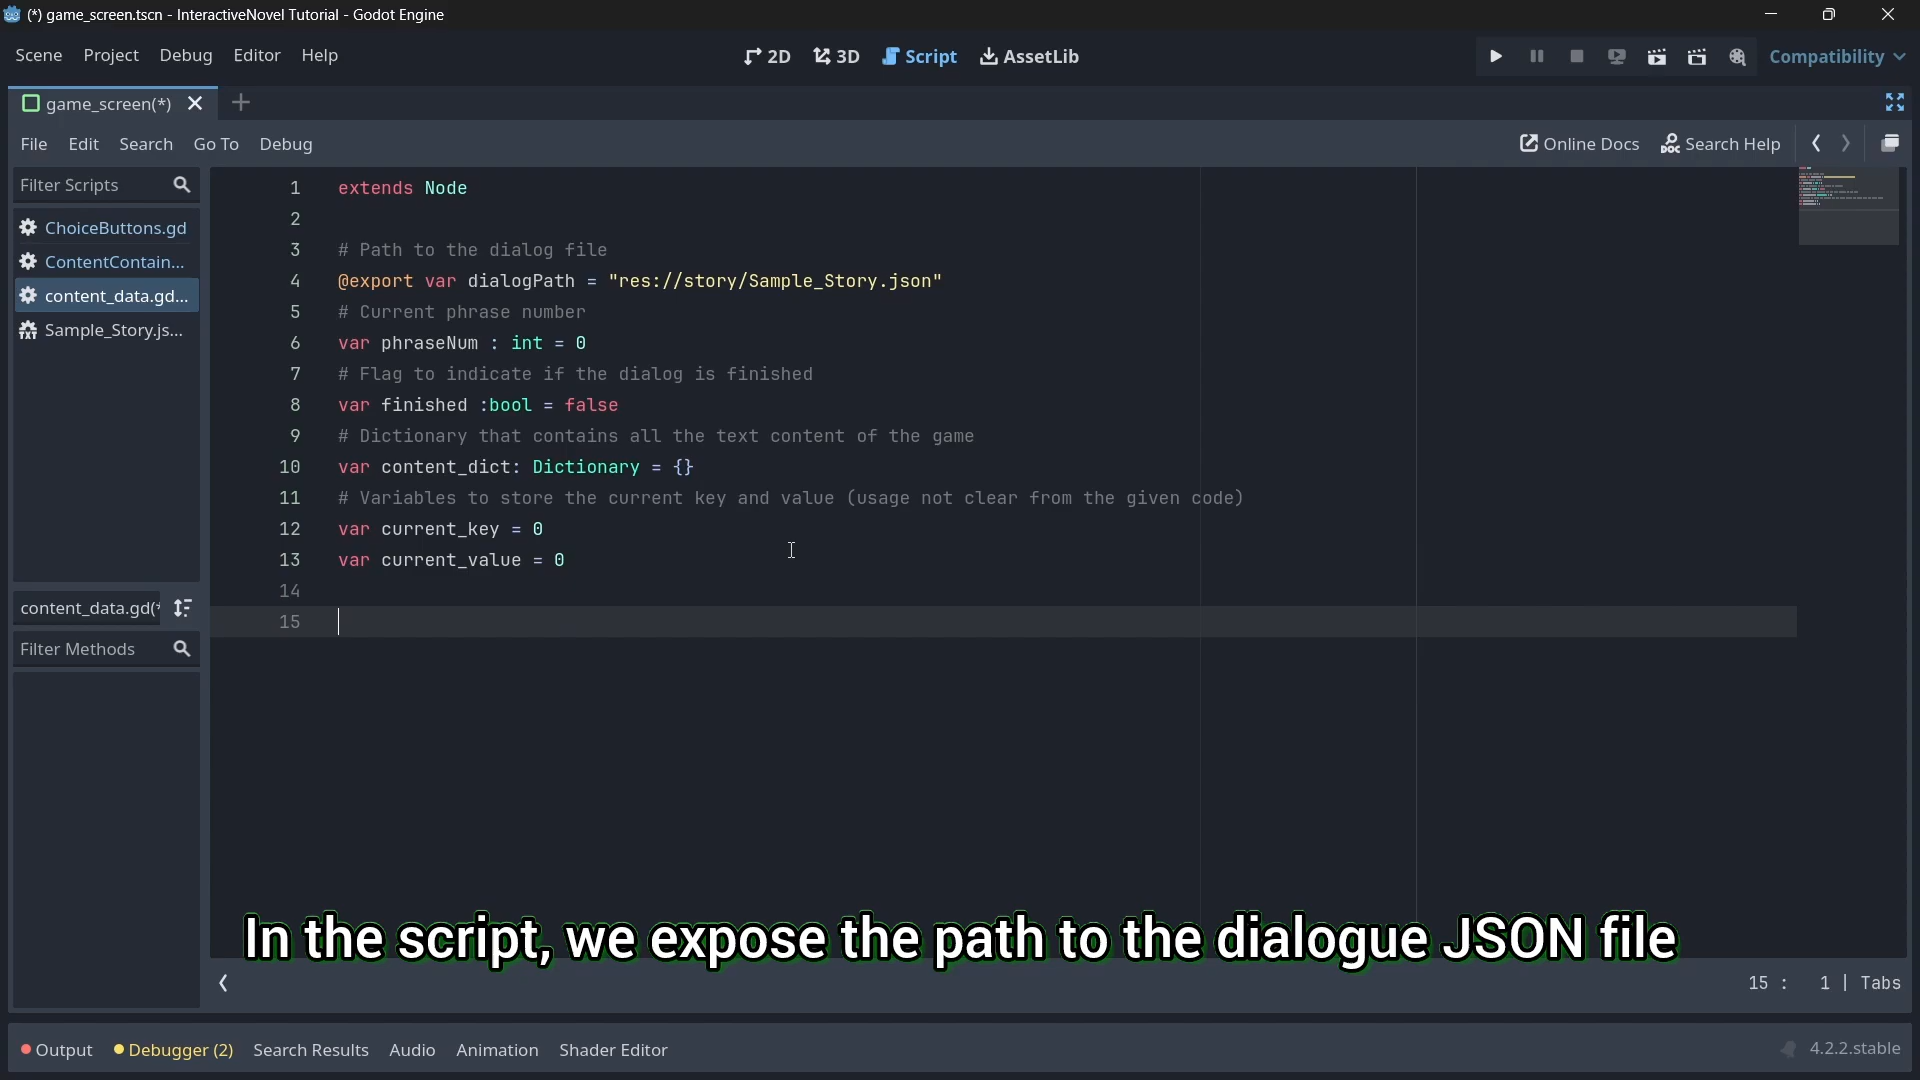 (*) game_screen.tscn - InteractiveNovel Tutorial - Godot Engine
Scene Project Debug Editor Help
2D 3D Script AssetLib
Compatibility
game_screen(*)
File Edit Search Go To Debug
Online Docs Search Help
Filter Scripts
ChoiceButtons.gd
ContentContain...
content_data.gd...
Sample_Story.js...
content_data.gd(*
Filter Methods
1 extends Node
2
3 # Path to the dialog file
4 @export var dialogPath = "res://story/Sample_Story.json"
5 # Current phrase number
6 var phraseNum : int = 0
7 # Flag to indicate if the dialog is finished
8 var finished :bool = false
9 # Dictionary that contains all the text content of the game
10 var content_dict: Dictionary = {}
11 # Variables to store the current key and value (usage not clear from the given code)
12 var current_key = 0
13 var current_value = 0
14
15
In the script, we expose the path to the dialogue JSON file
15 : 1 | Tabs
Output Debugger (2) Search Results Audio Animation Shader Editor
4.2.2.stable